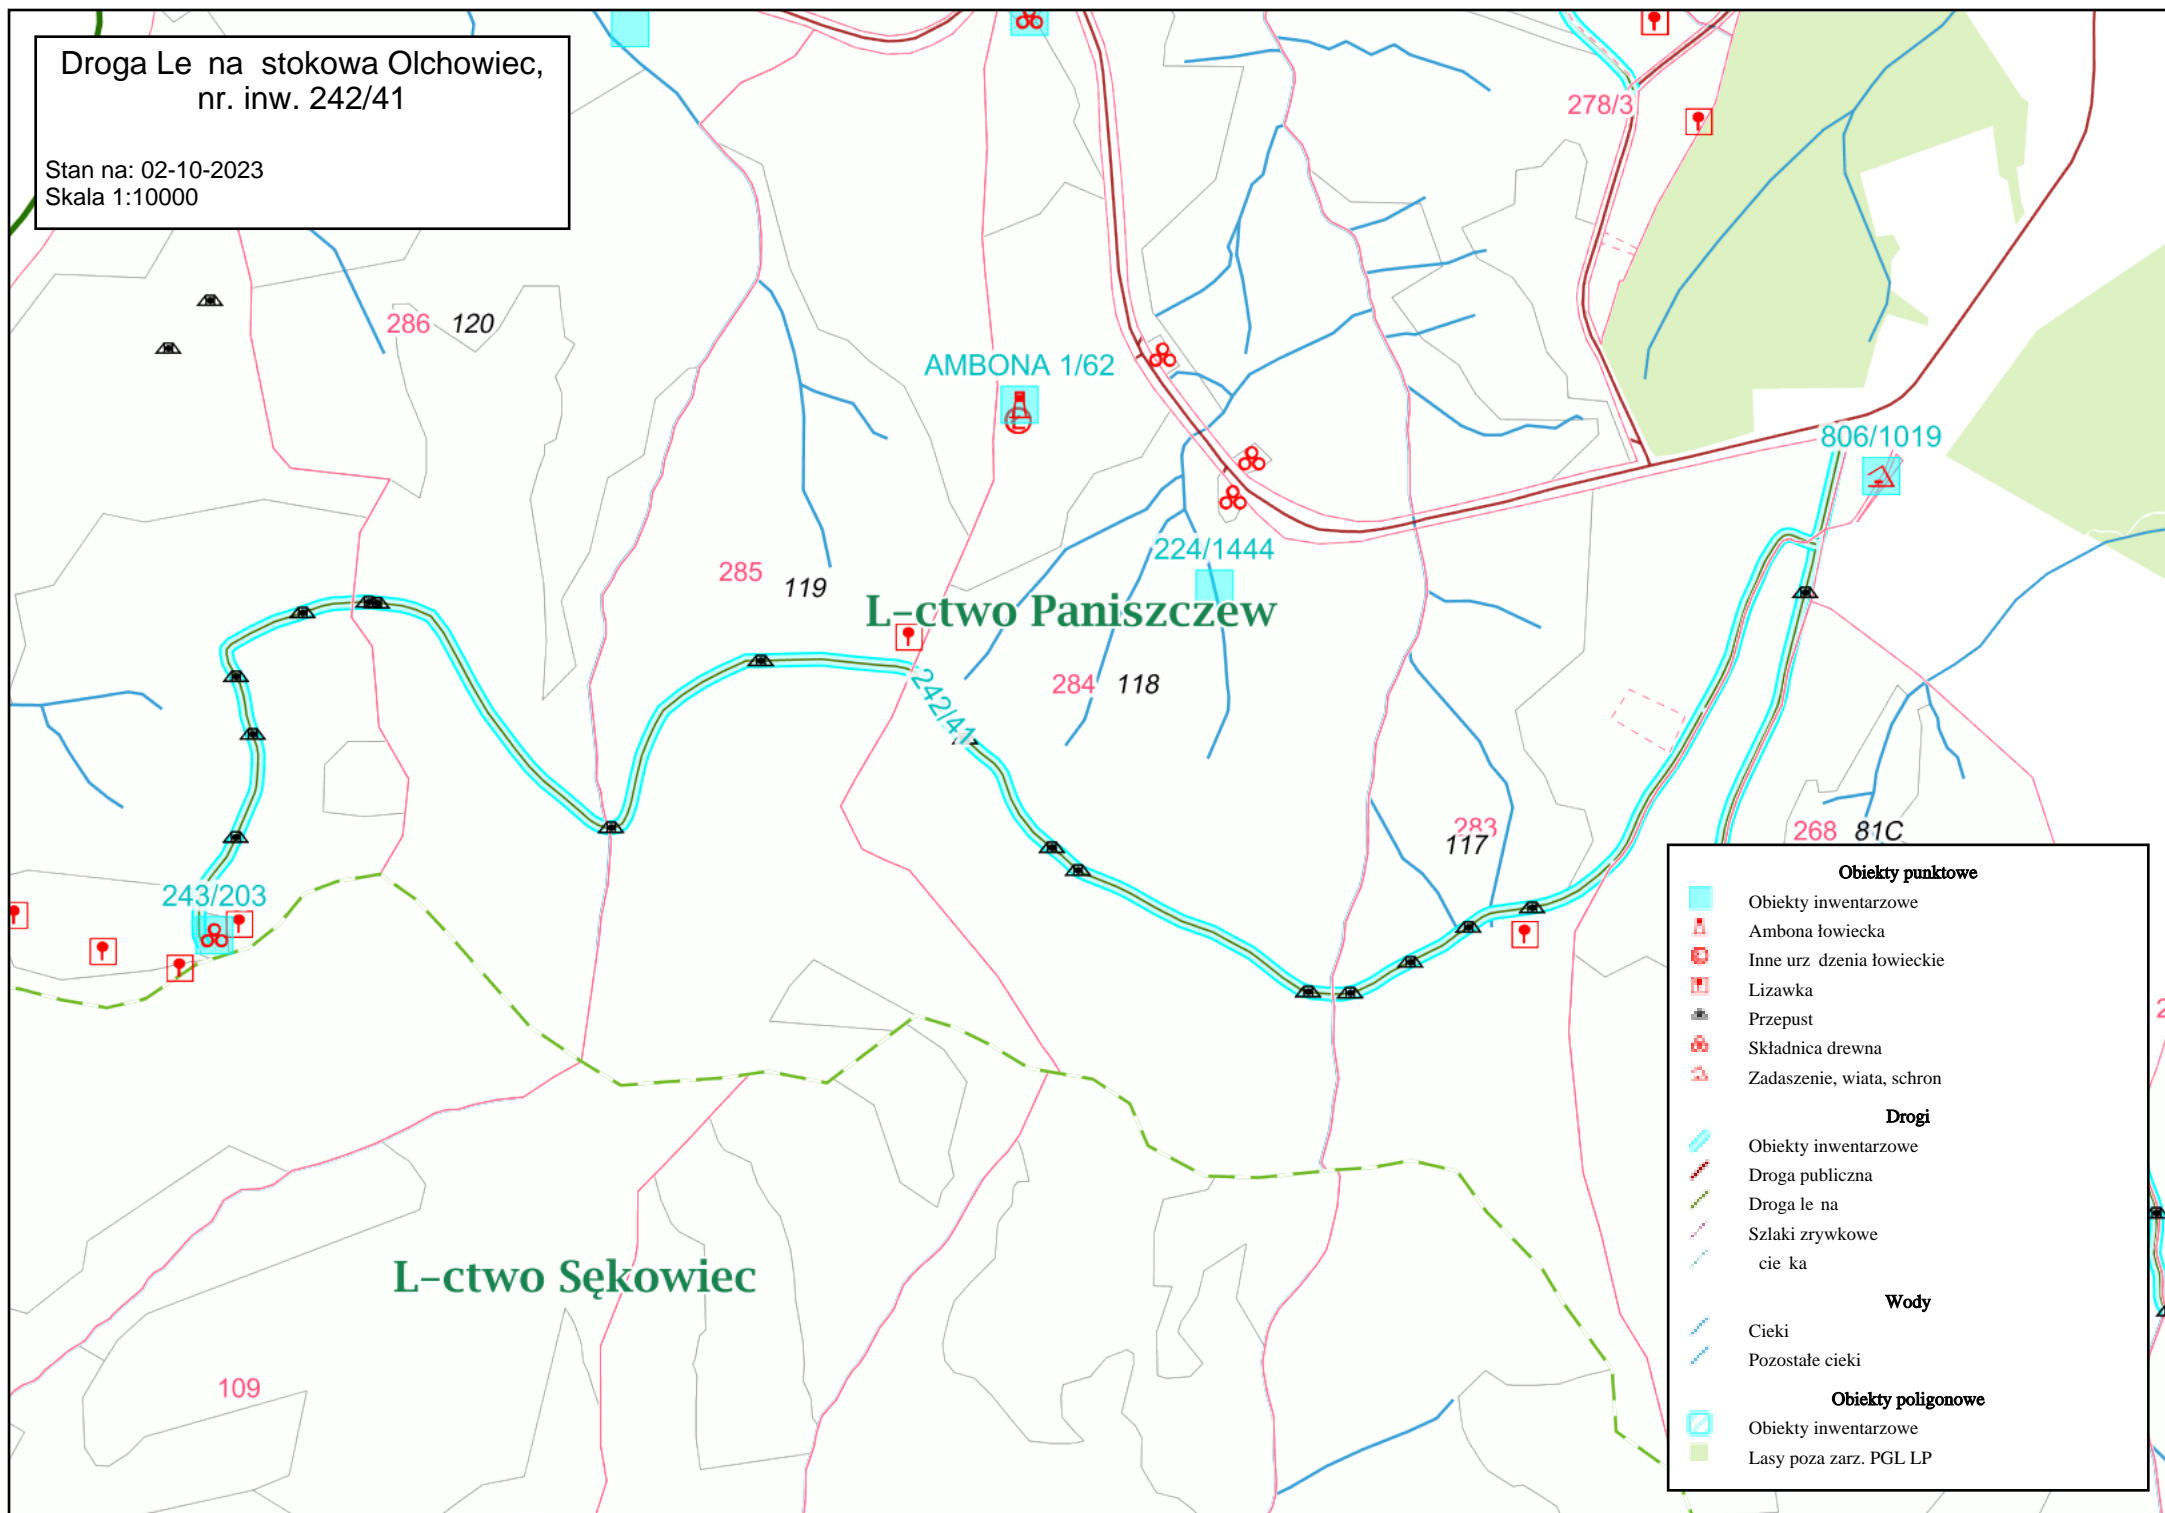 Droga Le na stokowa Olchowiec,
nr. inw. 242/41
Stan na: 02-10-2023
Skala 1:10000
278/3
286 120
AMBONA 1/62
806/1019
224/1444
285 119
L-ctwo Paniszczew
284 118
242/41
283
117
268 81C
243/203
L-ctwo Sękowiec
109
2
Obiekty punktowe
Obiekty inwentarzowe
Ambona łowiecka
Inne urz dzenia łowieckie
Lizawka
Przepust
Składnica drewna
Zadaszenie, wiata, schron
Drogi
Obiekty inwentarzowe
Droga publiczna
Droga le na
Szlaki zrywkowe
cie ka
Wody
Cieki
Pozostałe cieki
Obiekty poligonowe
Obiekty inwentarzowe
Lasy poza zarz. PGL LP